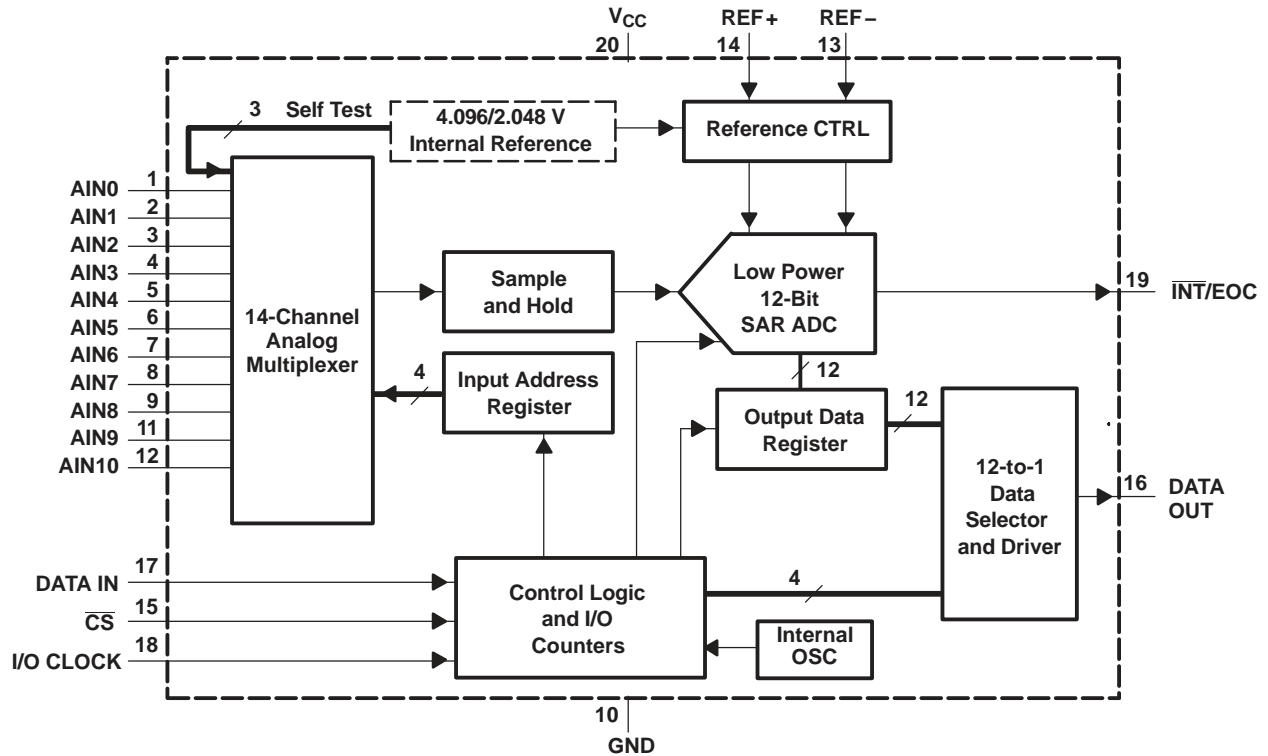 VCC
REF+
REF−
20
14
13
3 Self Test
4.096/2.048 V
Internal Reference
Reference CTRL
AIN0 1
AIN1 2
AIN2 3
AIN3 4
AIN4 5
AIN5 6
AIN6 7
AIN7 8
AIN8 9
AIN9 11
AIN10 12
14-Channel
Analog
Multiplexer
Sample
and Hold
Low Power
12-Bit
SAR ADC
19 INT/EOC
4
Input Address
Register
12
Output Data
Register
12
12-to-1
Data
Selector
and Driver
16 DATA
OUT
DATA IN 17
CS 15
I/O CLOCK 18
Control Logic
and I/O
Counters
4
Internal
OSC
10
GND